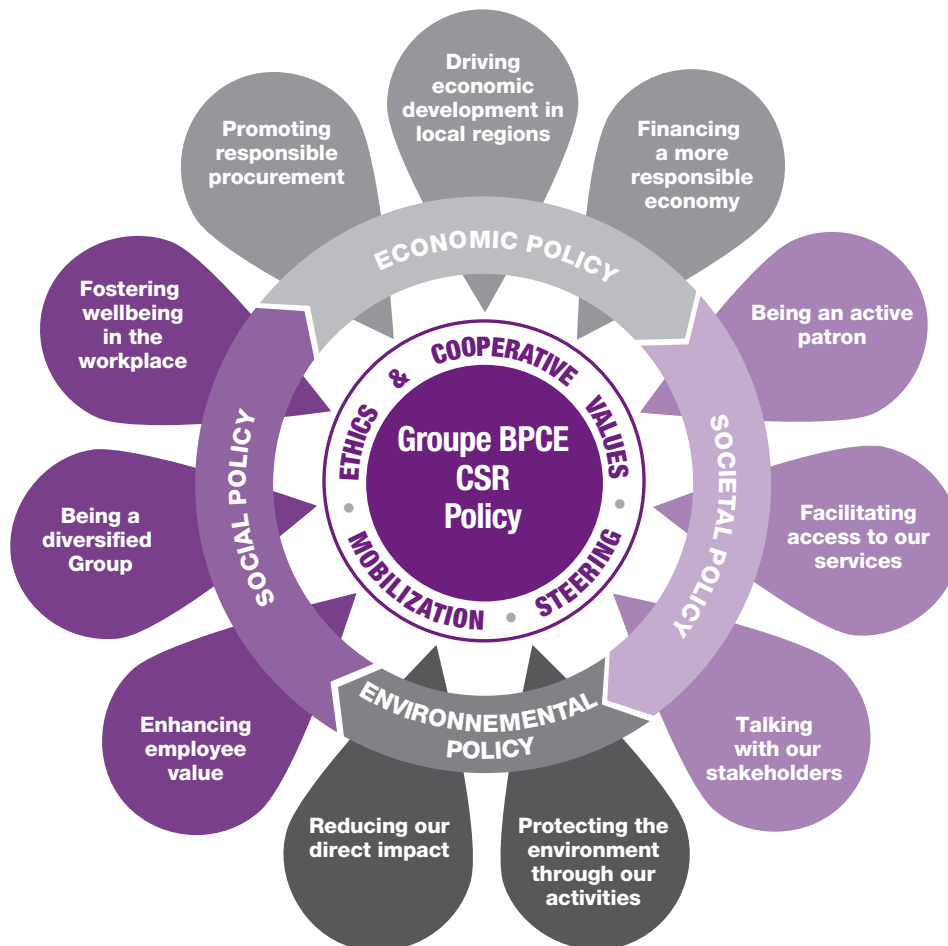 Driving
economic
development in
local regions
Promoting
responsible
procurement
Financing
a more
responsible
economy
ECONOMIC POLICY
Fostering
wellbeing
in the
workplace
Being an active
patron
ETHICS & COOPERATIVE VALUES
Groupe BPCE
CSR
Policy
SOCIAL POLICY
SOCIETAL POLICY
Being a
diversified
Group
Facilitating
access to our
services
MOBILIZATION • STEERING
ENVIRONNEMENTAL
POLICY
Enhancing
employee
value
Talking
with our
stakeholders
Reducing our
direct impact
Protecting the
environment
through our
activities